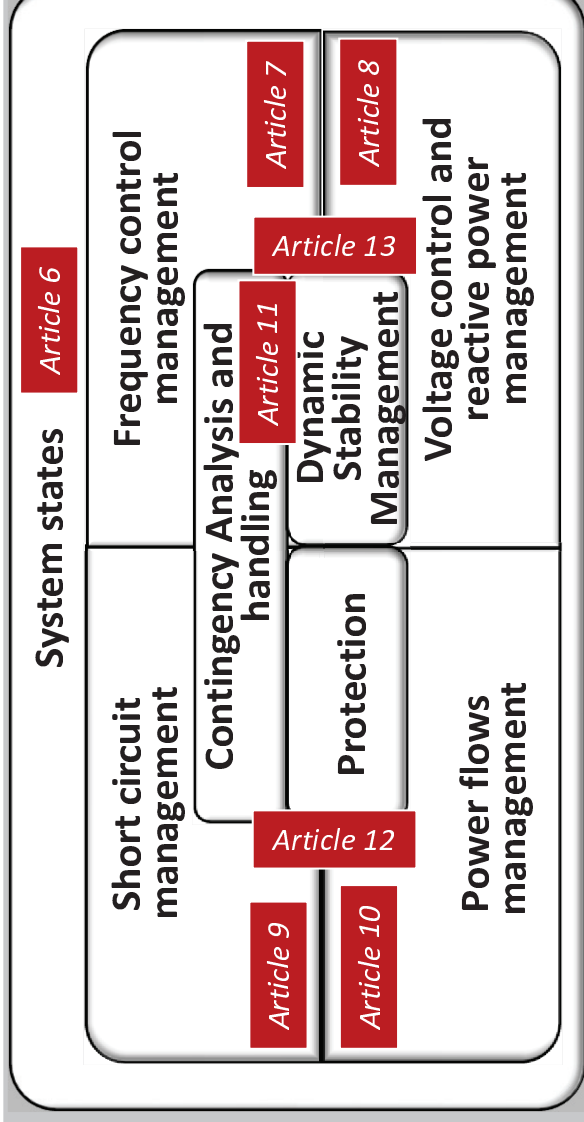 System states
Article 6
Short circuit
management
Article 9
Frequency control
management
Article 7
Contingency Analysis and
handling
Article 11
Protection
Article 12
Dynamic
Stability
Management
Article 13
Power flows
management
Article 10
Voltage control and
reactive power
management
Article 8